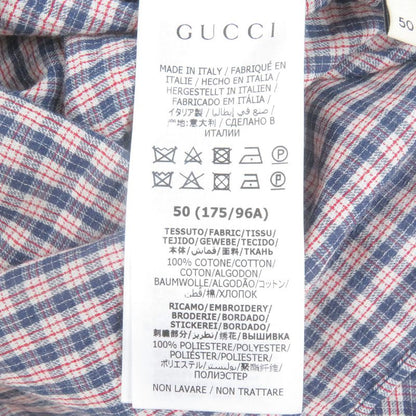 GUCCI
50
MADE IN ITALY / FABRIQUÉ EN
ITALIE / HECHO EN ITALIA /
HERGESTELLT IN ITALIEN /
FABRICADO EM ITÁLIA /
イタリア製 / صنع في إيطاليا /
产地:意大利 / СДЕЛАНО В
ИТАЛИИ
50 (175/96A)
TESSUTO/FABRIC/TISSU/
TEJIDO/GEWEBE/TECIDO/
本体/قماش/面料/ТКАНЬ
100% COTONE/COTTON/
COTON/ALGODON/
BAUMWOLLE/ALGODÃO/コットン/
قطن/棉/ХЛОПОК
RICAMO/EMBROIDERY/
BRODERIE/BORDADO/
STICKEREI/BORDADO/
刺繍部分/تطريز/绣花/ВЫШИВКА
100% POLIESTERE/POLYESTER/
POLYESTER/POLIÉSTER/
POLYESTER/POLIÉSTER/
ポリエステル/بوليستير/聚酯纤维/
ПОЛИЭСТЕР
NON LAVARE / NON TRATTARE